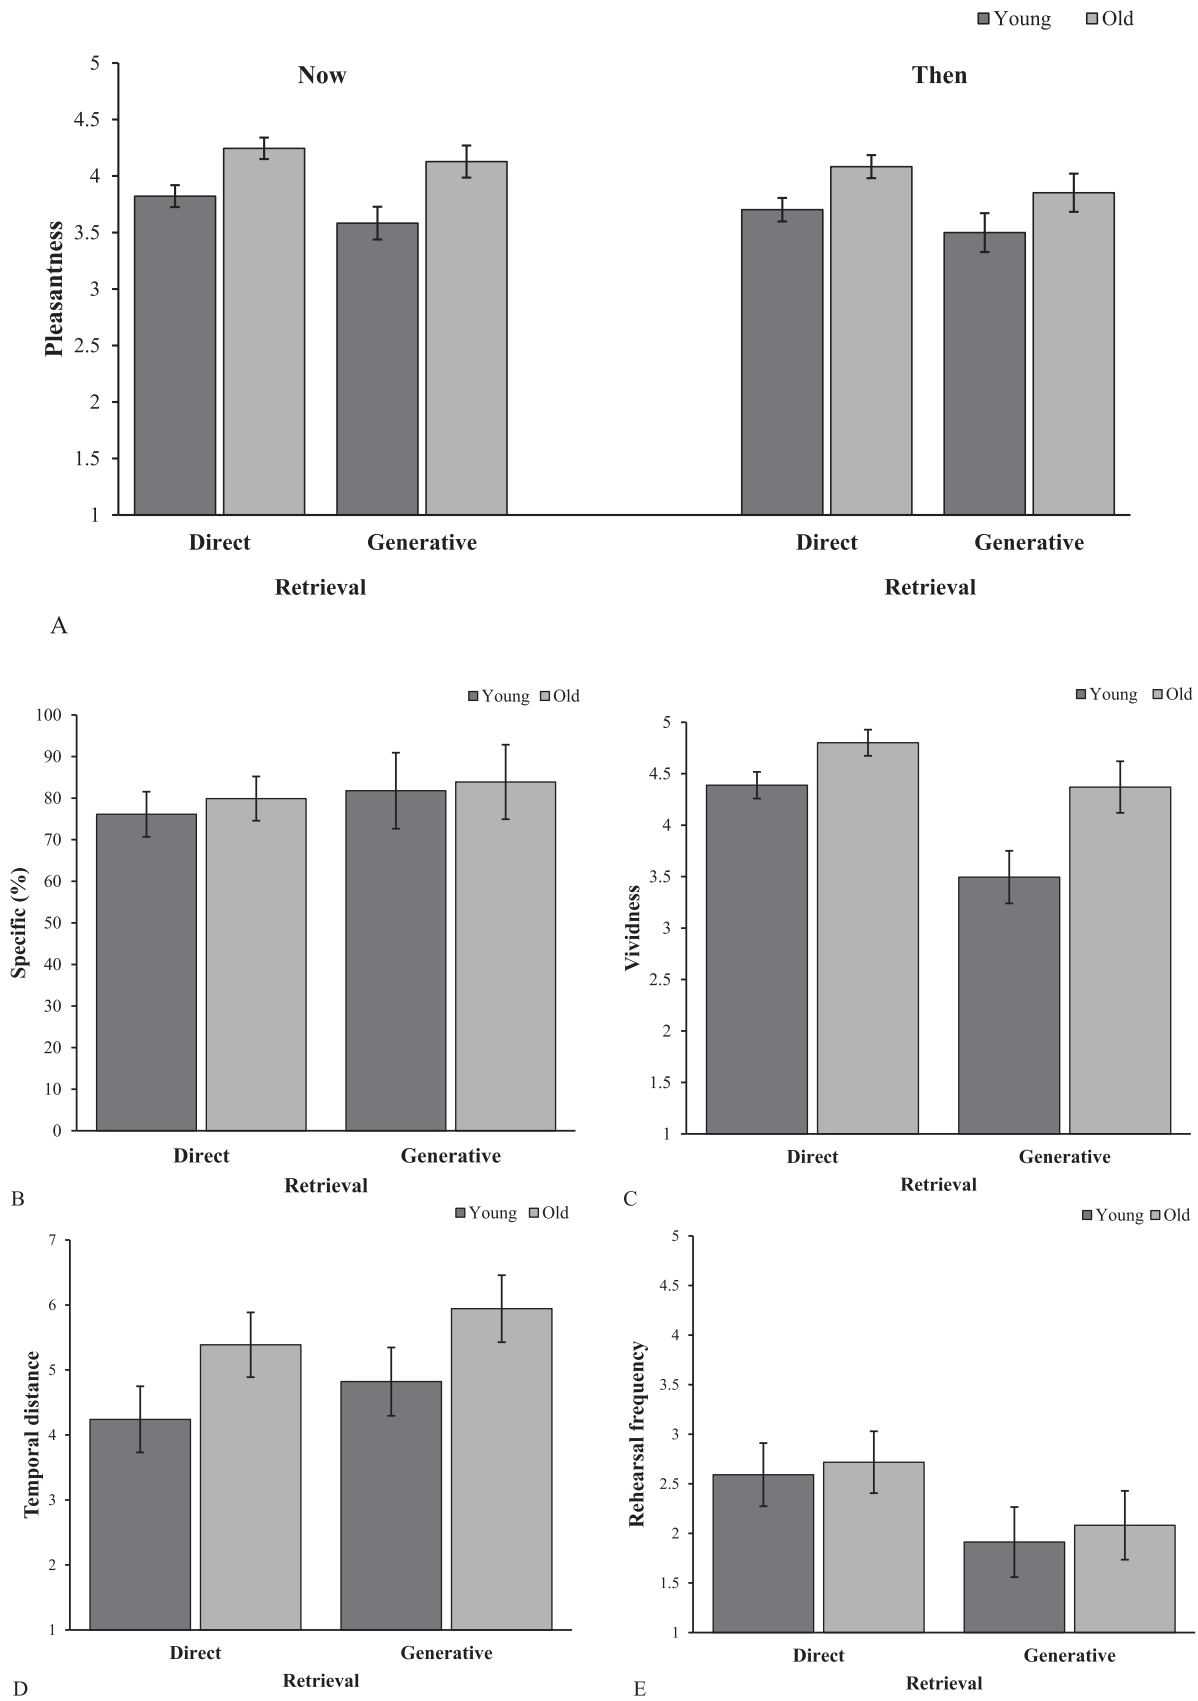 Young Old
Now Then
5
4.5
4
3.5
3
2.5
2
1.5
1
Pleasantness
Direct Generative Direct Generative
Retrieval Retrieval
A
Young Old
100
90
80
70
60
50
40
30
20
10
0
Specific (%)
Direct Generative
Retrieval
B
Young Old
5
4.5
4
3.5
3
2.5
2
1.5
1
Vividness
Direct Generative
Retrieval
C
Young Old
7
6
5
4
3
2
1
Temporal distance
Direct Generative
Retrieval
D
Young Old
5
4.5
4
3.5
3
2.5
2
1.5
1
Rehearsal frequency
Direct Generative
Retrieval
E